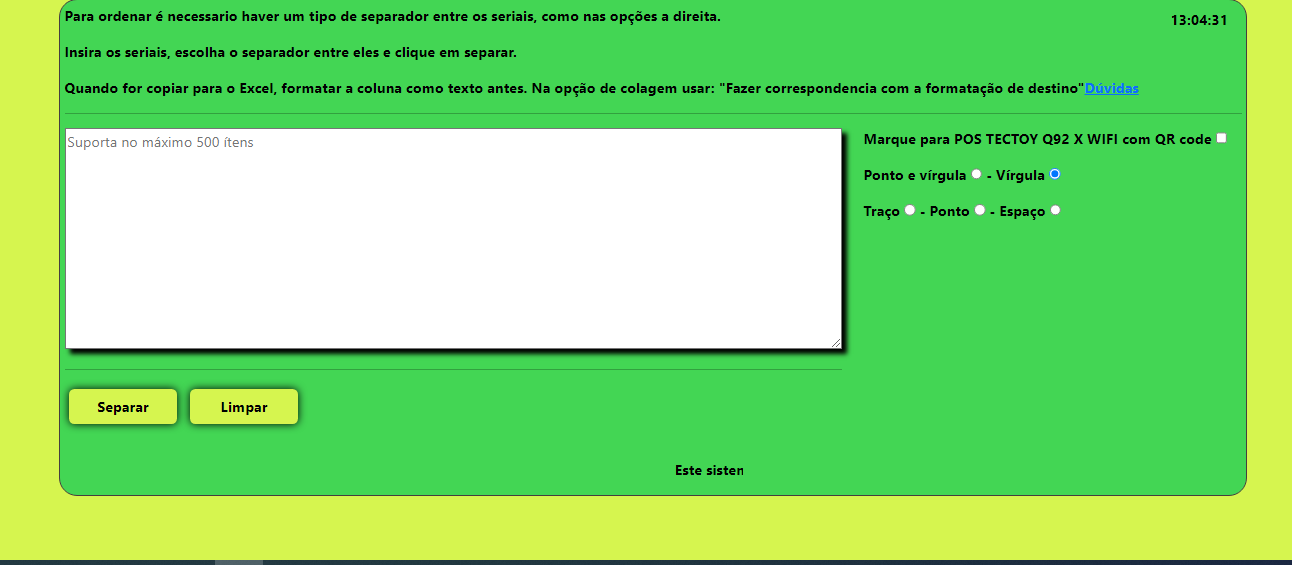 Para ordenar é necessario haver um tipo de separador entre os seriais, como nas opções a direita.
13:04:31
Insira os seriais, escolha o separador entre eles e clique em separar.
Quando for copiar para o Excel, formatar a coluna como texto antes. Na opção de colagem usar: "Fazer correspondencia com a formatação de destino"Dúvidas
Suporta no máximo 500 ítens
Marque para POS TECTOY Q92 X WIFI com QR code
Ponto e vírgula - Vírgula
Traço - Ponto - Espaço
Separar
Limpar
Este